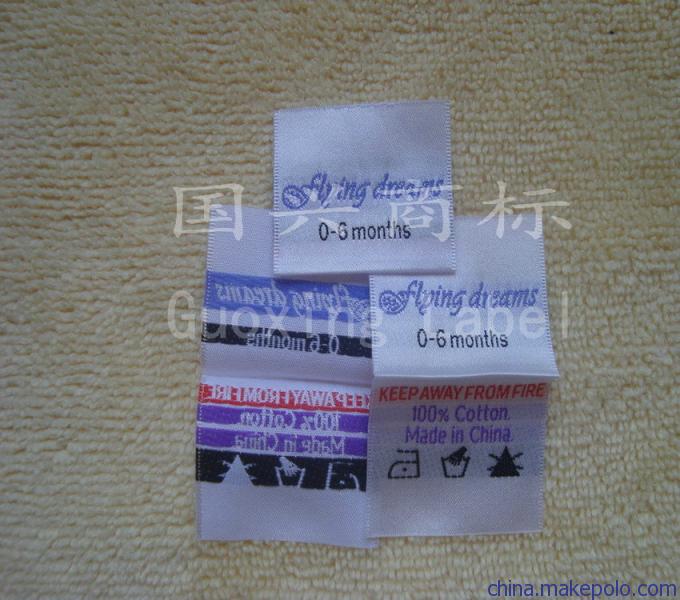 flying dreams
0-6 months
国兴商标
flying dreams
0-6 months
flying dreams
0-6 months
Guoxing Label
KEEP AWAY FROM FIRE
100% Cotton
Made in China
KEEP AWAY FROM FIRE
100% Cotton.
Made in China.
china.makepolo.com